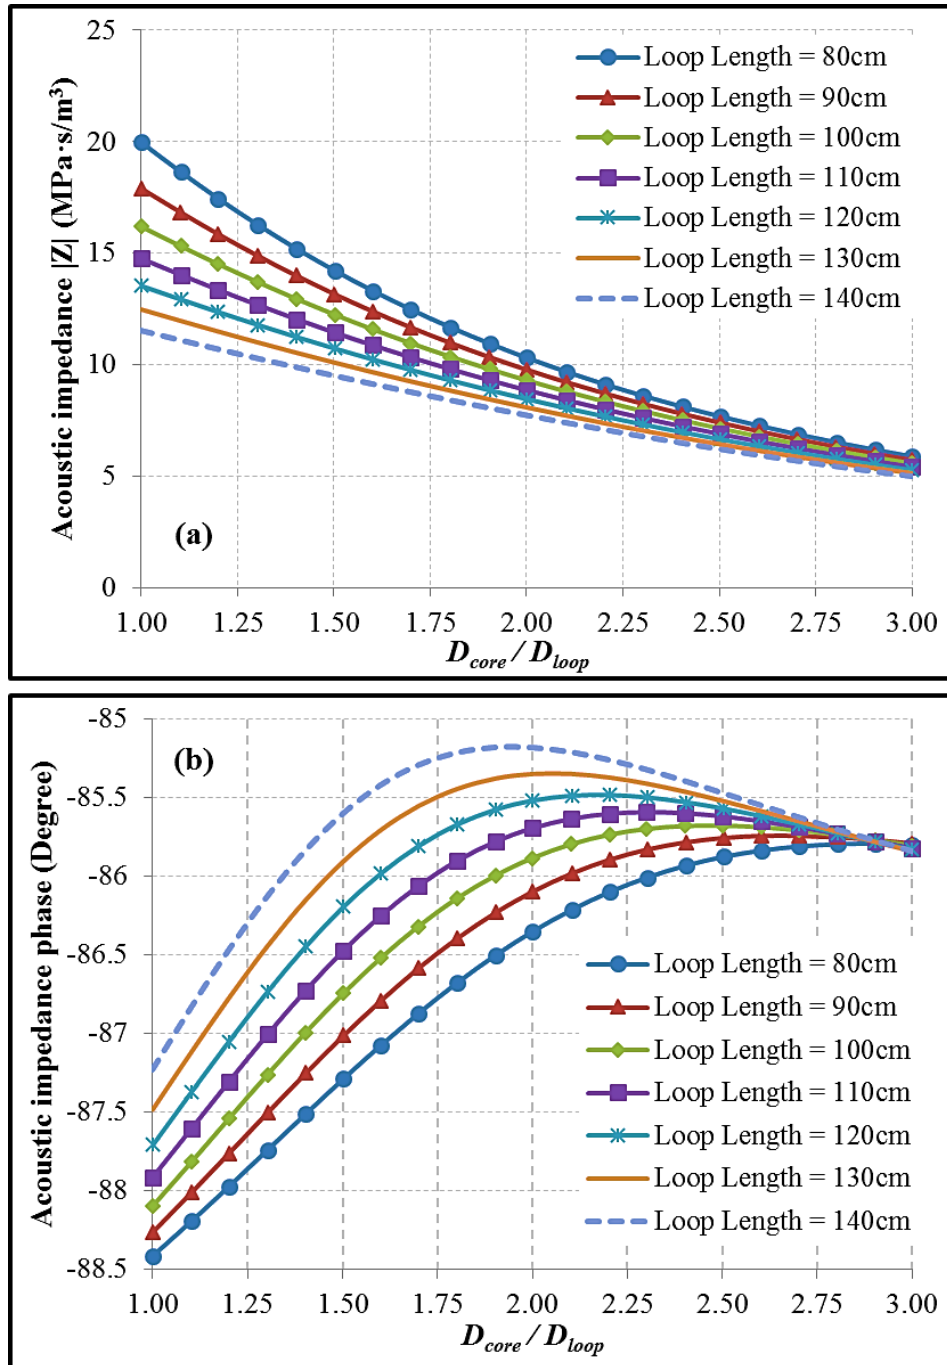 25
20
15
10
5
0
Acoustic impedance |Z| (MPa·s/m³)
Loop Length = 80cm
Loop Length = 90cm
Loop Length = 100cm
Loop Length = 110cm
Loop Length = 120cm
Loop Length = 130cm
Loop Length = 140cm
(a)
1.00 1.25 1.50 1.75 2.00 2.25 2.50 2.75 3.00
D_core / D_loop
-85
-85.5
-86
-86.5
-87
-87.5
-88
-88.5
Acoustic impedance phase (Degree)
(b)
Loop Length = 80cm
Loop Length = 90cm
Loop Length = 100cm
Loop Length = 110cm
Loop Length = 120cm
Loop Length = 130cm
Loop Length = 140cm
1.00 1.25 1.50 1.75 2.00 2.25 2.50 2.75 3.00
D_core / D_loop